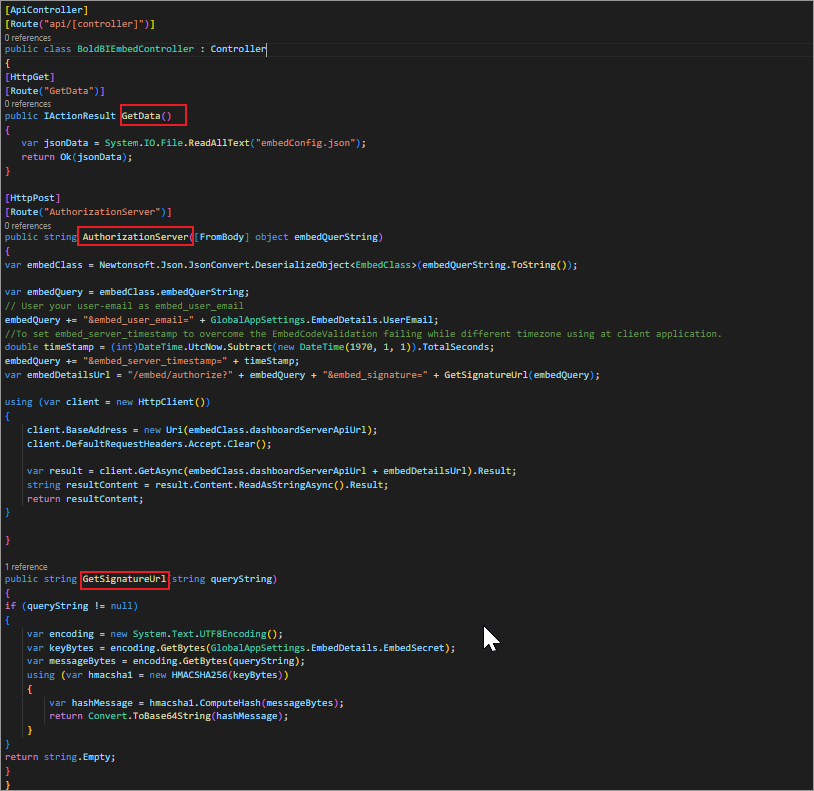 [ApiController]
[Route("api/[controller]")]
0 references
public class BoldBIEmbedController : Controller
{
[HttpGet]
[Route("GetData")]
0 references
public IActionResult GetData()
{
var jsonData = System.IO.File.ReadAllText("embedConfig.json");
return Ok(jsonData);
}
[HttpPost]
[Route("AuthorizationServer")]
0 references
public string AuthorizationServer([FromBody] object embedQuerString)
{
var embedClass = Newtonsoft.Json.JsonConvert.DeserializeObject<EmbedClass>(embedQuerString.ToString());
var embedQuery = embedClass.embedQuerString;
// User your user-email as embed_user_email
embedQuery += "&embed_user_email=" + GlobalAppSettings.EmbedDetails.UserEmail;
//To set embed_server_timestamp to overcome the EmbedCodeValidation failing while different timezone using at client application.
double timeStamp = (int)DateTime.UtcNow.Subtract(new DateTime(1970, 1, 1)).TotalSeconds;
embedQuery += "&embed_server_timestamp=" + timeStamp;
var embedDetailsUrl = "/embed/authorize?" + embedQuery + "&embed_signature=" + GetSignatureUrl(embedQuery);
using (var client = new HttpClient())
{
client.BaseAddress = new Uri(embedClass.dashboardServerApiUrl);
client.DefaultRequestHeaders.Accept.Clear();
var result = client.GetAsync(embedClass.dashboardServerApiUrl + embedDetailsUrl).Result;
string resultContent = result.Content.ReadAsStringAsync().Result;
return resultContent;
}
}
1 reference
public string GetSignatureUrl(string queryString)
{
if (queryString != null)
{
var encoding = new System.Text.UTF8Encoding();
var keyBytes = encoding.GetBytes(GlobalAppSettings.EmbedDetails.EmbedSecret);
var messageBytes = encoding.GetBytes(queryString);
using (var hmacsha1 = new HMACSHA256(keyBytes))
{
var hashMessage = hmacsha1.ComputeHash(messageBytes);
return Convert.ToBase64String(hashMessage);
}
}
return string.Empty;
}
}